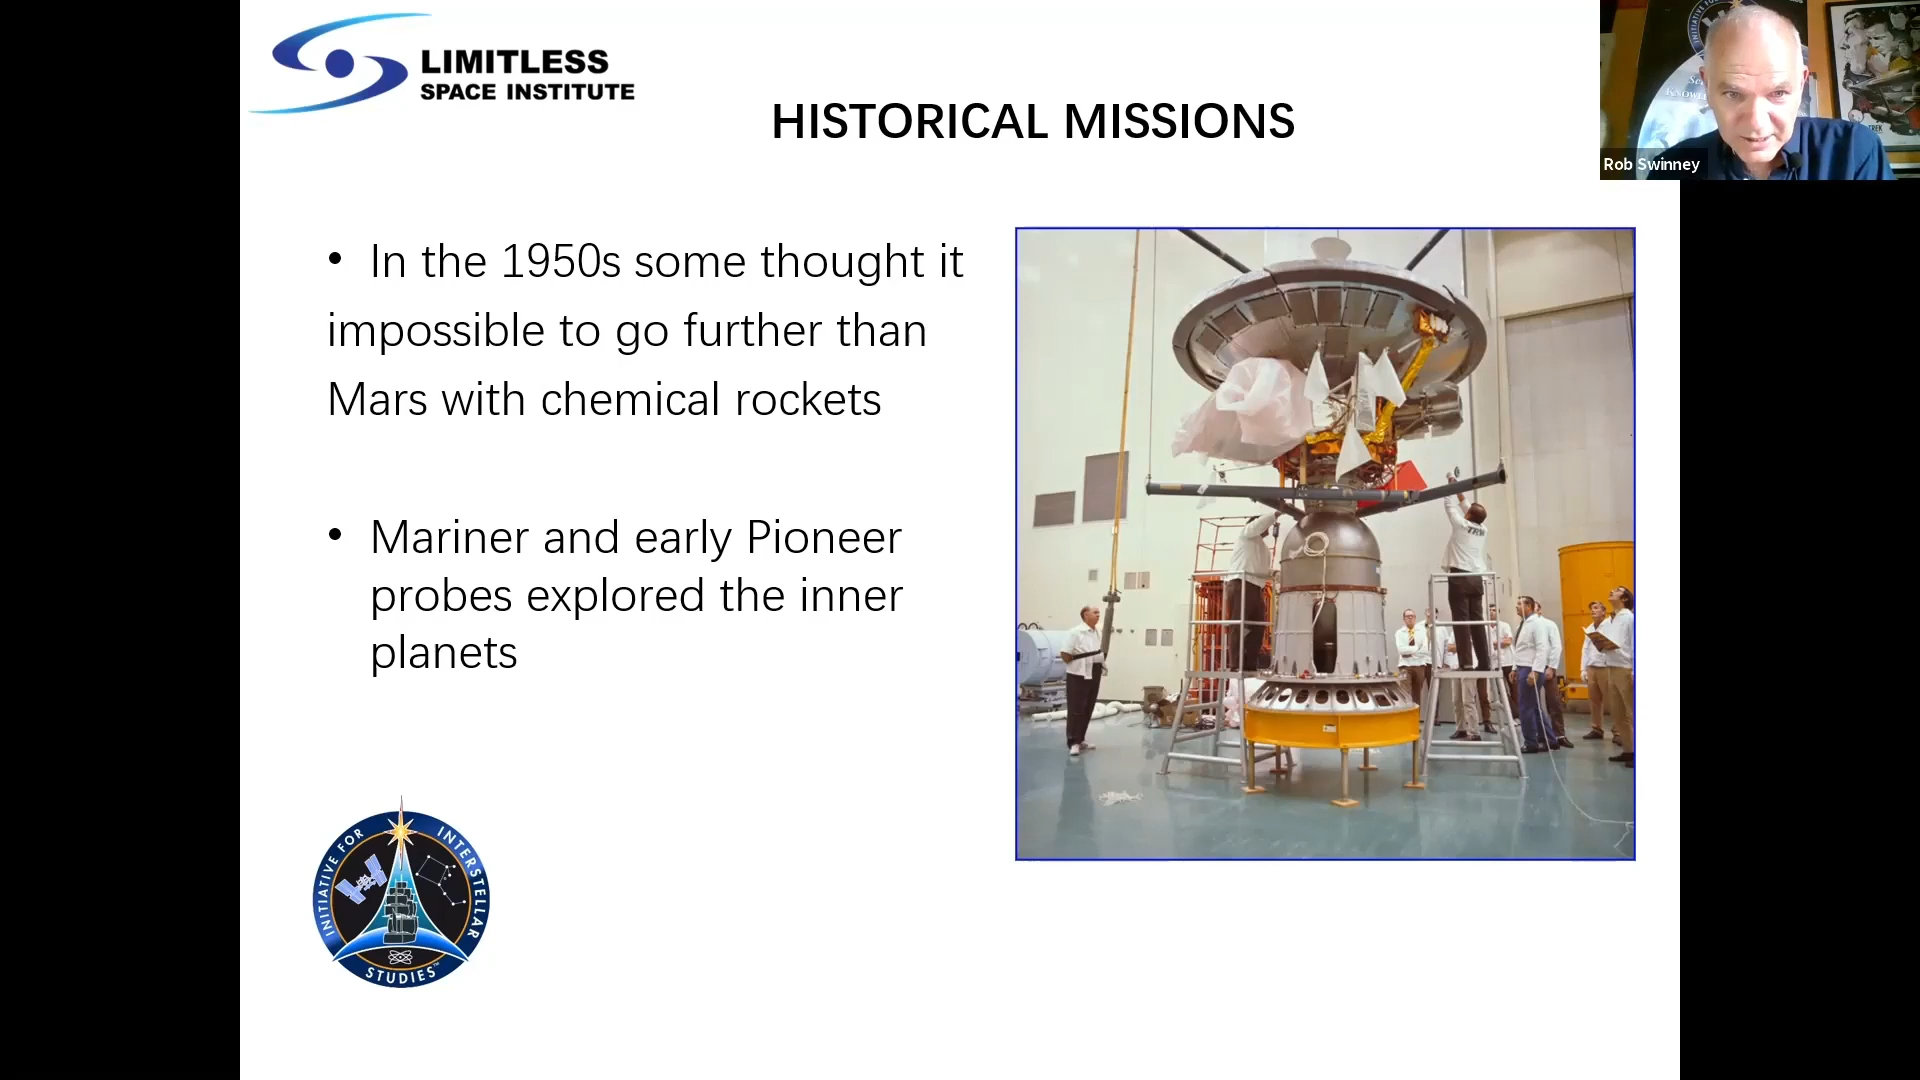 LIMITLESS
SPACE INSTITUTE
HISTORICAL MISSIONS
Rob Swinney
• In the 1950s some thought it
impossible to go further than
Mars with chemical rockets
• Mariner and early Pioneer
probes explored the inner
planets
INITIATIVE FOR INTERSTELLAR
STUDIES™